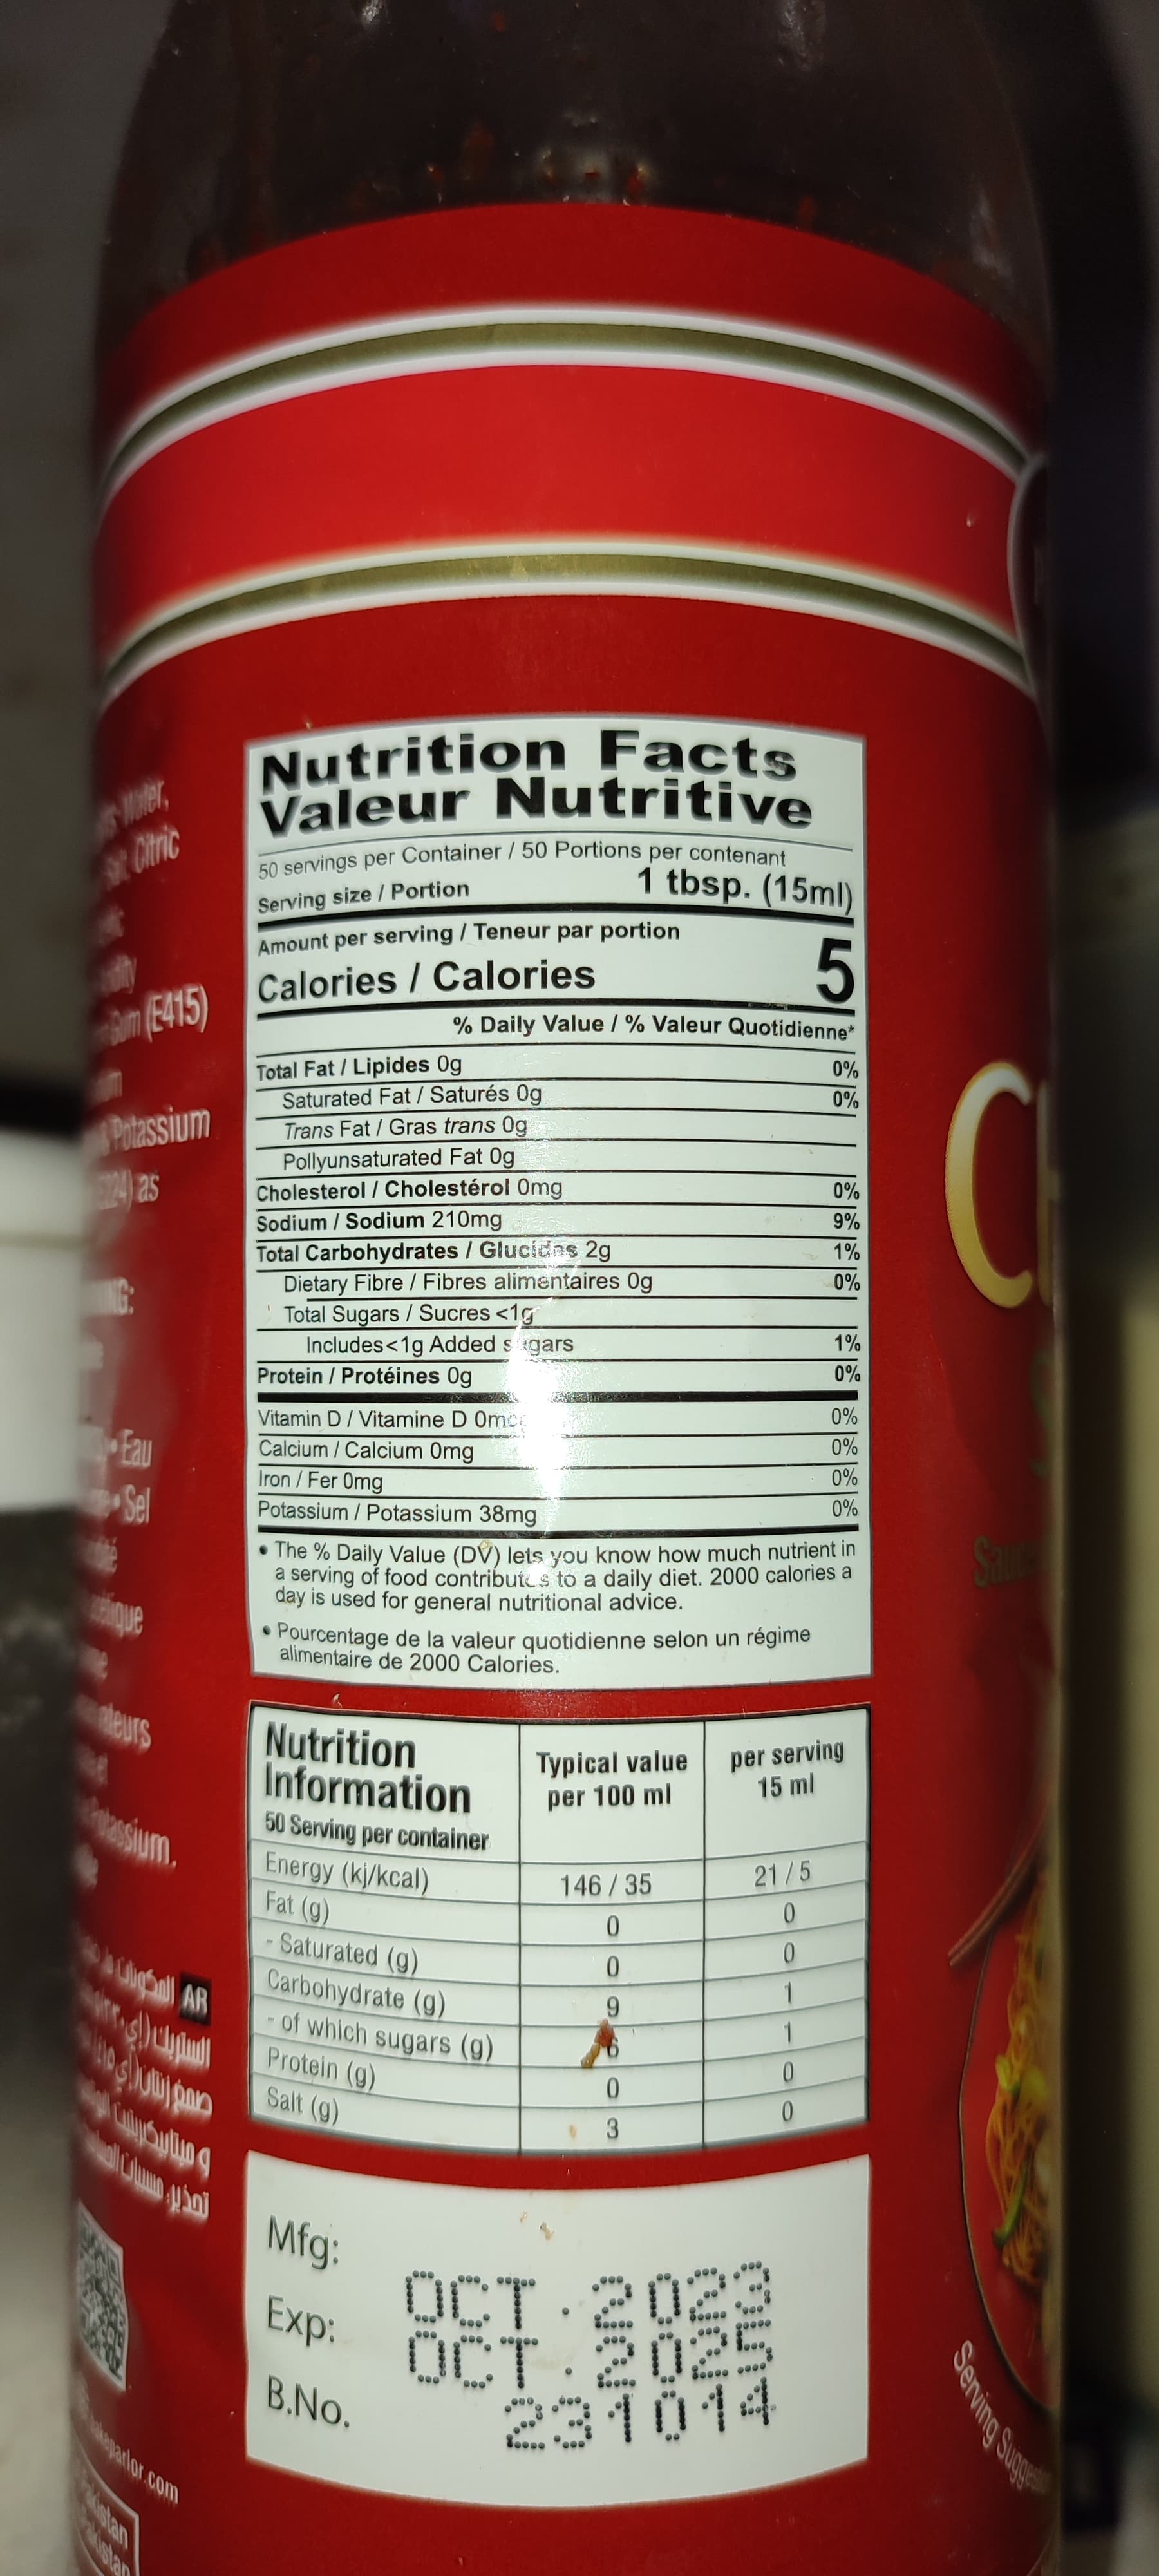 Nutrition Facts
Valeur Nutritive
50 servings per Container / 50 Portions per contenant
Serving size / Portion 1 tbsp. (15ml)
Amount per serving / Teneur par portion
Calories / Calories 5
% Daily Value / % Valeur Quotidienne*
Total Fat / Lipides 0g 0%
Saturated Fat / Saturés 0g 0%
Trans Fat / Gras trans 0g
Pollyunsaturated Fat 0g
Cholesterol / Cholestérol 0mg 0%
Sodium / Sodium 210mg 9%
Total Carbohydrates / Glucides 2g 1%
Dietary Fibre / Fibres alimentaires 0g 0%
Total Sugars / Sucres <1g
Includes<1g Added sugars 1%
Protein / Protéines 0g 0%
Vitamin D / Vitamine D 0mcg 0%
Calcium / Calcium 0mg 0%
Iron / Fer 0mg 0%
Potassium / Potassium 38mg 0%
• The % Daily Value (DV) lets you know how much nutrient in
a serving of food contributes to a daily diet. 2000 calories a
day is used for general nutritional advice.
• Pourcentage de la valeur quotidienne selon un régime
alimentaire de 2000 Calories.
Nutrition Information Typical value per 100 ml per serving 15 ml
50 Serving per container
Energy (kj/kcal) 146 / 35 21 / 5
Fat (g) 0 0
- Saturated (g) 0 0
Carbohydrate (g) 9 1
- of which sugars (g) 6 1
Protein (g) 0 0
Salt (g) 3 0
Mfg: OCT.2023
Exp: OCT.2025
B.No. 231014
Citric
(E415)
Potassium
as
Eau
• Sel
AR المكونات
Serving